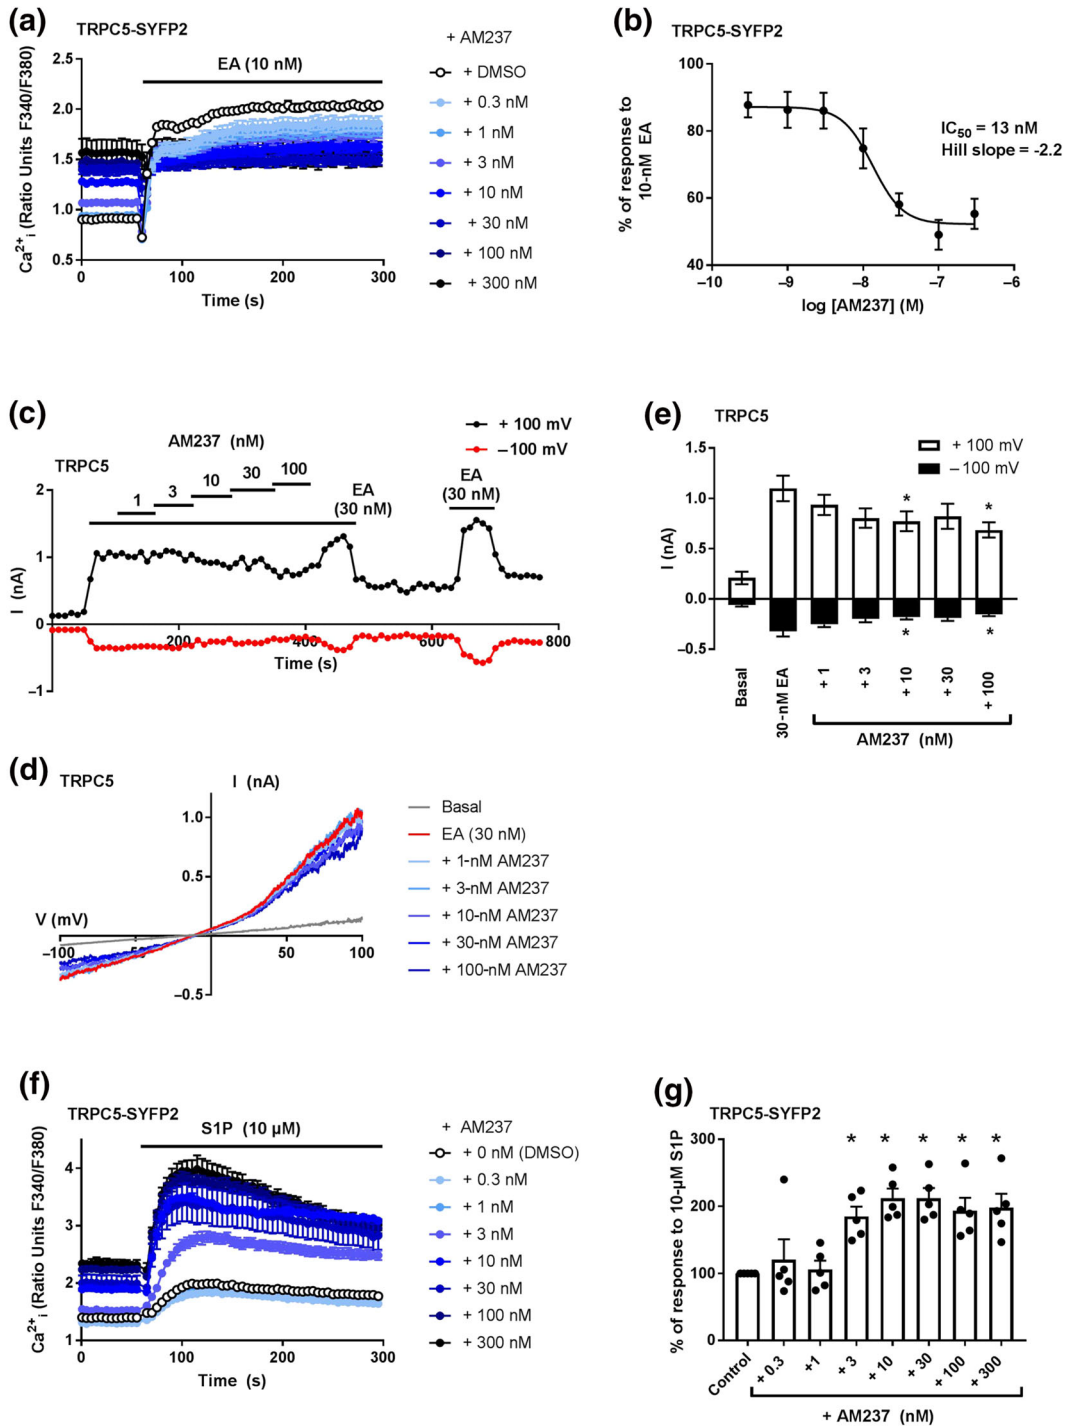 (a)
TRPC5-SYFP2
EA (10 nM)
2.5
2.0
1.5
1.0
0.5
0 100 200 300
Time (s)
Ca²⁺i (Ratio Units F340/F380)
+ AM237
+ DMSO
+ 0.3 nM
+ 1 nM
+ 3 nM
+ 10 nM
+ 30 nM
+ 100 nM
+ 300 nM
(b)
TRPC5-SYFP2
100
80
60
40
–10 –9 –8 –7 –6
log [AM237] (M)
% of response to
10-nM EA
IC50 = 13 nM
Hill slope = -2.2
(c)
+ 100 mV
–100 mV
AM237 (nM)
TRPC5
1 3 10 30 100
EA
(30 nM)
EA
(30 nM)
2
1
0
–1
200 400 600 800
Time (s)
I (nA)
(e)
TRPC5
+ 100 mV
–100 mV
1.5
1.0
0.5
0.0
–0.5
I (nA)
* *
* *
Basal
30-nM EA
+ 1
+ 3
+ 10
+ 30
+ 100
AM237 (nM)
(d)
TRPC5
I (nA)
1.0
0.5
–0.5
V (mV)
–100 50 100
Basal
EA (30 nM)
+ 1-nM AM237
+ 3-nM AM237
+ 10-nM AM237
+ 30-nM AM237
+ 100-nM AM237
(f)
TRPC5-SYFP2
S1P (10 µM)
4
3
2
1
0 100 200 300
Time (s)
Ca²⁺i (Ratio Units F340/F380)
+ AM237
+ 0 nM (DMSO)
+ 0.3 nM
+ 1 nM
+ 3 nM
+ 10 nM
+ 30 nM
+ 100 nM
+ 300 nM
(g)
TRPC5-SYFP2
300
200
100
0
% of response to 10-µM S1P
* * * * *
Control
+ 0.3
+1
+ 3
+ 10
+ 30
+ 100
+ 300
+ AM237 (nM)